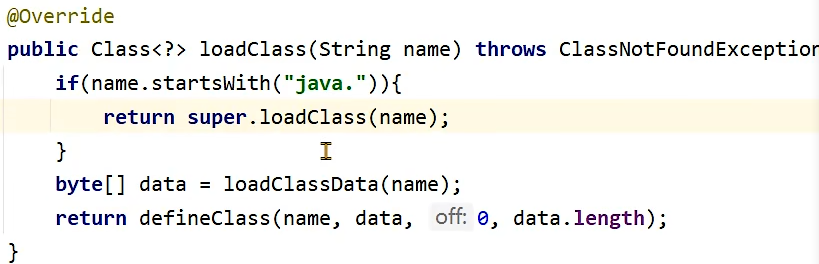 @Override
public Class<?> loadClass(String name) throws ClassNotFoundException
if(name.startsWith("java.")){
return super.loadClass(name);
}
byte[] data = loadClassData(name);
return defineClass(name, data, off: 0, data.length);
}